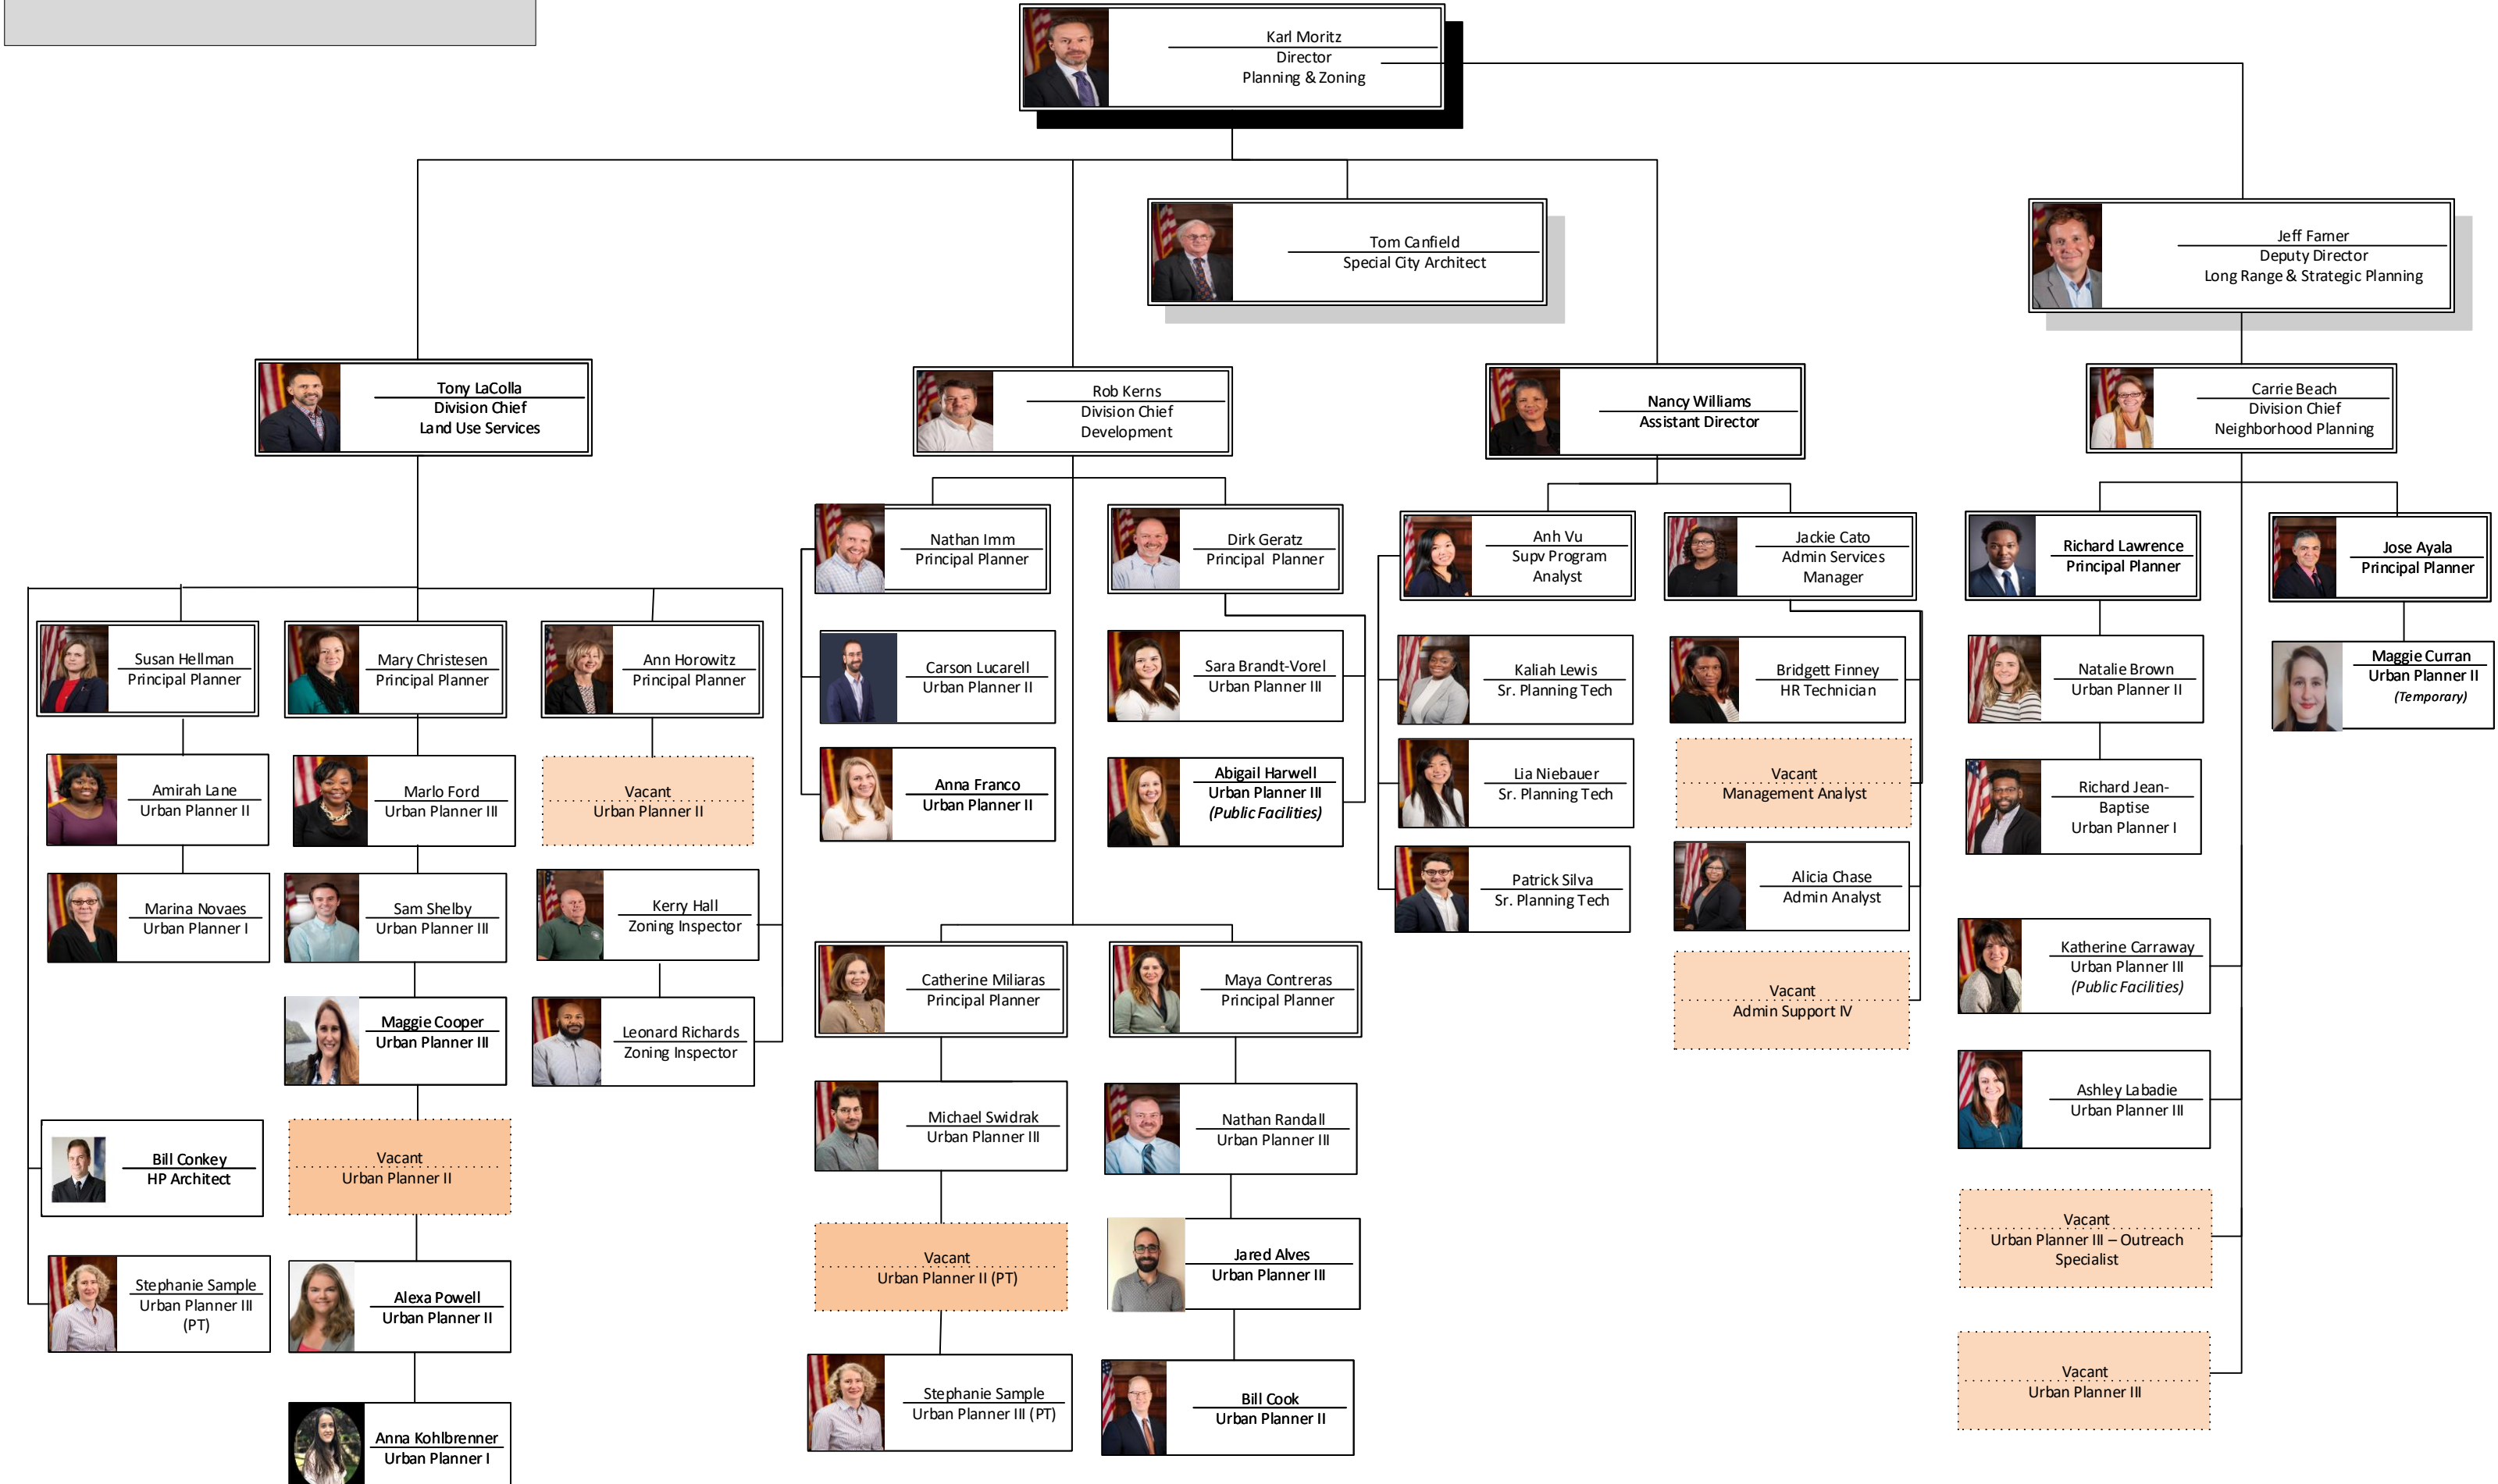 Karl Moritz
Director
Planning & Zoning
Tom Canfield
Special City Architect
Jeff Farner
Deputy Director
Long Range & Strategic Planning
Tony LaColla
Division Chief
Land Use Services
Rob Kerns
Division Chief
Development
Nancy Williams
Assistant Director
Carrie Beach
Division Chief
Neighborhood Planning
Susan Hellman
Principal Planner
Amirah Lane
Urban Planner II
Marina Novaes
Urban Planner I
Bill Conkey
HP Architect
Stephanie Sample
Urban Planner III
(PT)
Mary Christesen
Principal Planner
Marlo Ford
Urban Planner III
Sam Shelby
Urban Planner III
Maggie Cooper
Urban Planner III
Vacant
Urban Planner II
Alexa Powell
Urban Planner II
Anna Kohlbrenner
Urban Planner I
Ann Horowitz
Principal Planner
Vacant
Urban Planner II
Kerry Hall
Zoning Inspector
Leonard Richards
Zoning Inspector
Nathan Imm
Principal Planner
Carson Lucarell
Urban Planner II
Anna Franco
Urban Planner II
Dirk Geratz
Principal Planner
Sara Brandt-Vorel
Urban Planner III
Abigail Harwell
Urban Planner III
(Public Facilities)
Catherine Miliaras
Principal Planner
Michael Swidrak
Urban Planner III
Vacant
Urban Planner II (PT)
Stephanie Sample
Urban Planner III (PT)
Maya Contreras
Principal Planner
Nathan Randall
Urban Planner III
Jared Alves
Urban Planner III
Bill Cook
Urban Planner II
Anh Vu
Supv Program
Analyst
Kaliah Lewis
Sr. Planning Tech
Lia Niebauer
Sr. Planning Tech
Patrick Silva
Sr. Planning Tech
Jackie Cato
Admin Services
Manager
Bridgett Finney
HR Technician
Vacant
Management Analyst
Alicia Chase
Admin Analyst
Vacant
Admin Support IV
Richard Lawrence
Principal Planner
Natalie Brown
Urban Planner II
Richard Jean-
Baptise
Urban Planner I
Katherine Carraway
Urban Planner III
(Public Facilities)
Ashley Labadie
Urban Planner III
Vacant
Urban Planner III – Outreach
Specialist
Vacant
Urban Planner III
Jose Ayala
Principal Planner
Maggie Curran
Urban Planner II
(Temporary)